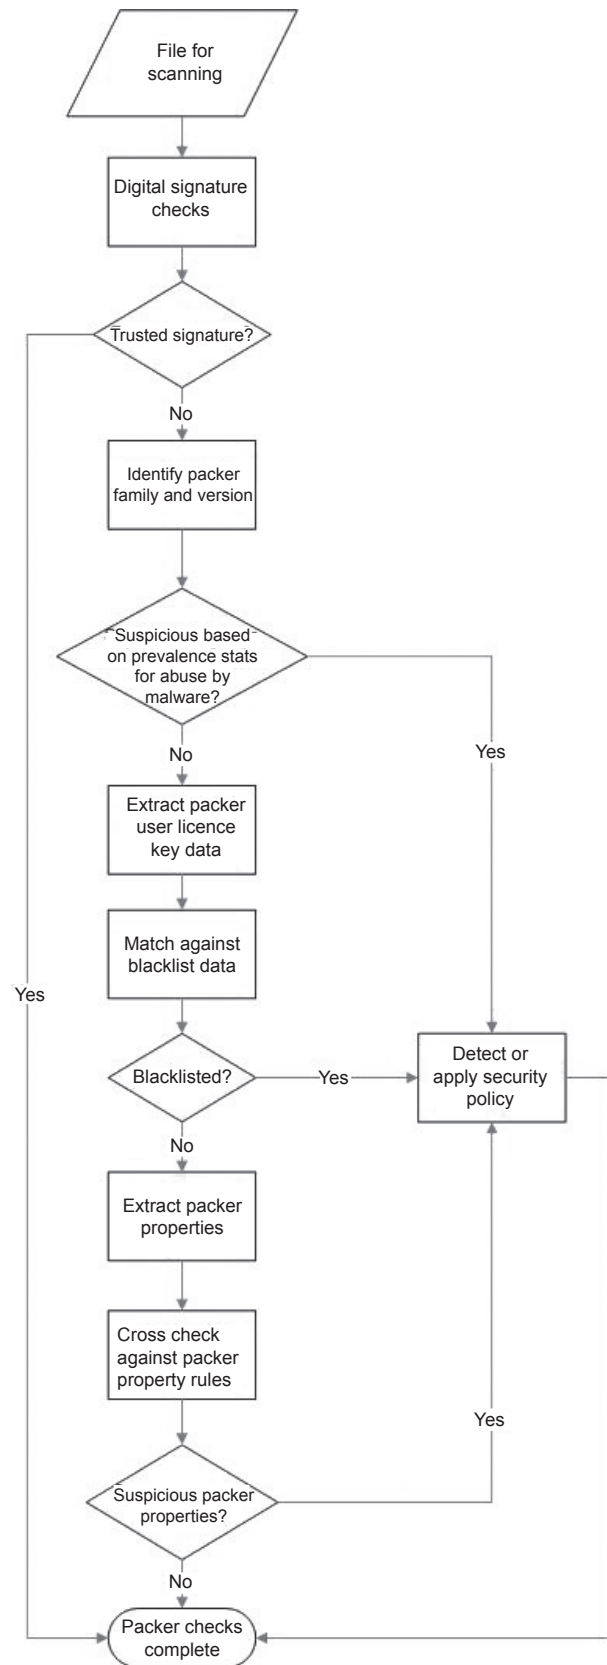 File for
scanning
Digital signature
checks
Trusted signature?
No
Identify packer
family and version
Suspicious based
on prevalence stats
for abuse by
malware?
Yes
No
Extract packer
user licence
key data
Match against
blacklist data
Yes
Blacklisted?
Yes
Detect or
apply security
policy
No
Extract packer
properties
Cross check
against packer
property rules
Yes
Suspicious packer
properties?
No
Packer checks
complete